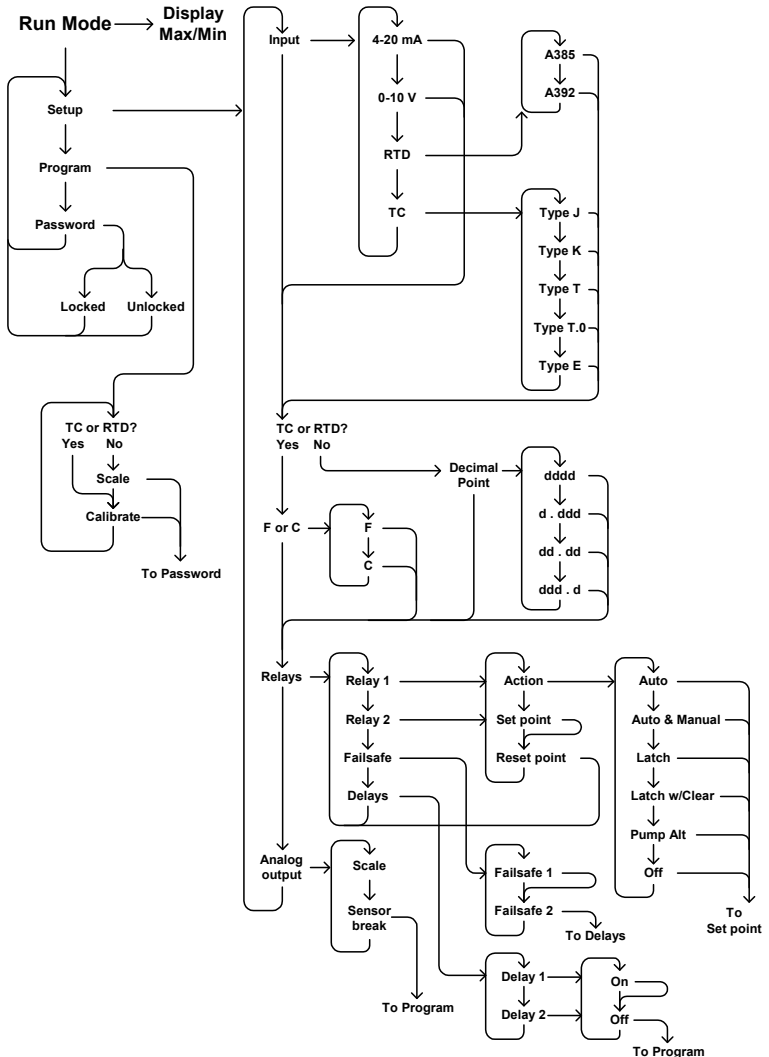 Run Mode
Display
Max/Min
Setup
Program
Password
Locked
Unlocked
TC or RTD?
Yes
No
Scale
Calibrate
To Password
Input
4-20 mA
0-10 V
RTD
TC
A385
A392
Type J
Type K
Type T
Type T.0
Type E
TC or RTD?
Yes
No
Decimal
Point
dddd
d . ddd
dd . dd
ddd . d
F or C
F
C
Relays
Relay 1
Relay 2
Failsafe
Delays
Action
Set point
Reset point
Auto
Auto & Manual
Latch
Latch w/Clear
Pump Alt
Off
To
Set point
Failsafe 1
Failsafe 2
To Delays
Delay 1
Delay 2
On
Off
To Program
Analog
output
Scale
Sensor
break
To Program